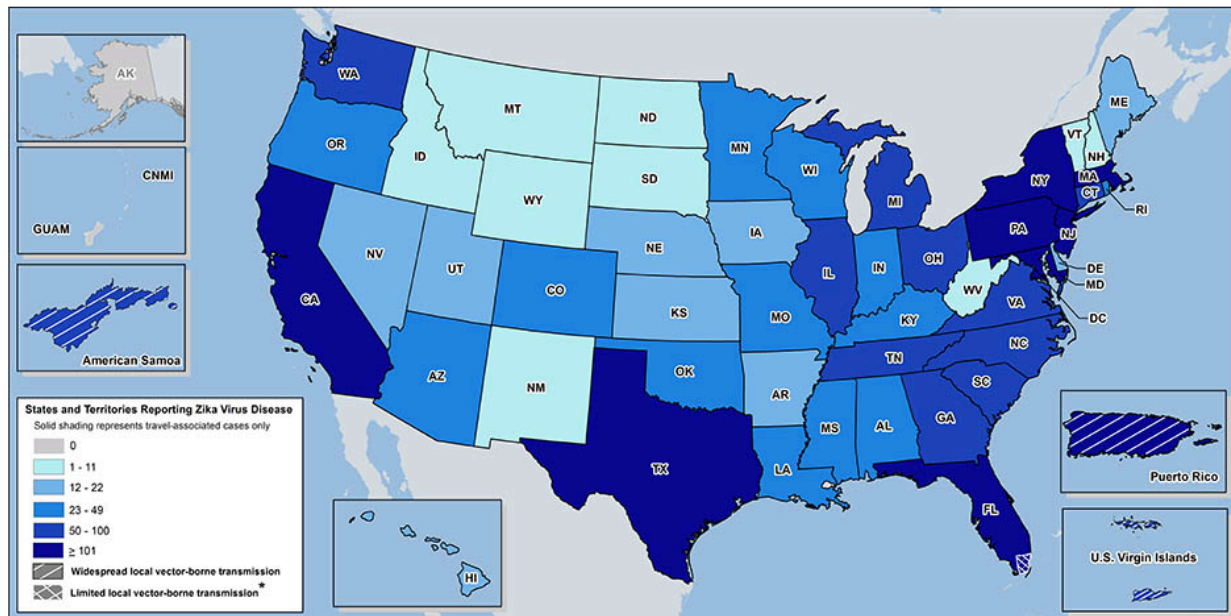 AK
CNMI
GUAM
American Samoa
WA
OR
CA
ID
NV
MT
WY
UT
AZ
CO
NM
ND
SD
NE
KS
OK
TX
MN
IA
MO
AR
LA
WI
IL
MI
IN
OH
KY
TN
MS
AL
GA
FL
SC
NC
VA
WV
PA
NY
VT
NH
ME
MA
CT
RI
NJ
DE
MD
DC
HI
Puerto Rico
U.S. Virgin Islands
States and Territories Reporting Zika Virus Disease
Solid shading represents travel-associated cases only
0
1 - 11
12 - 22
23 - 49
50 - 100
≥ 101
Widespread local vector-borne transmission
Limited local vector-borne transmission*